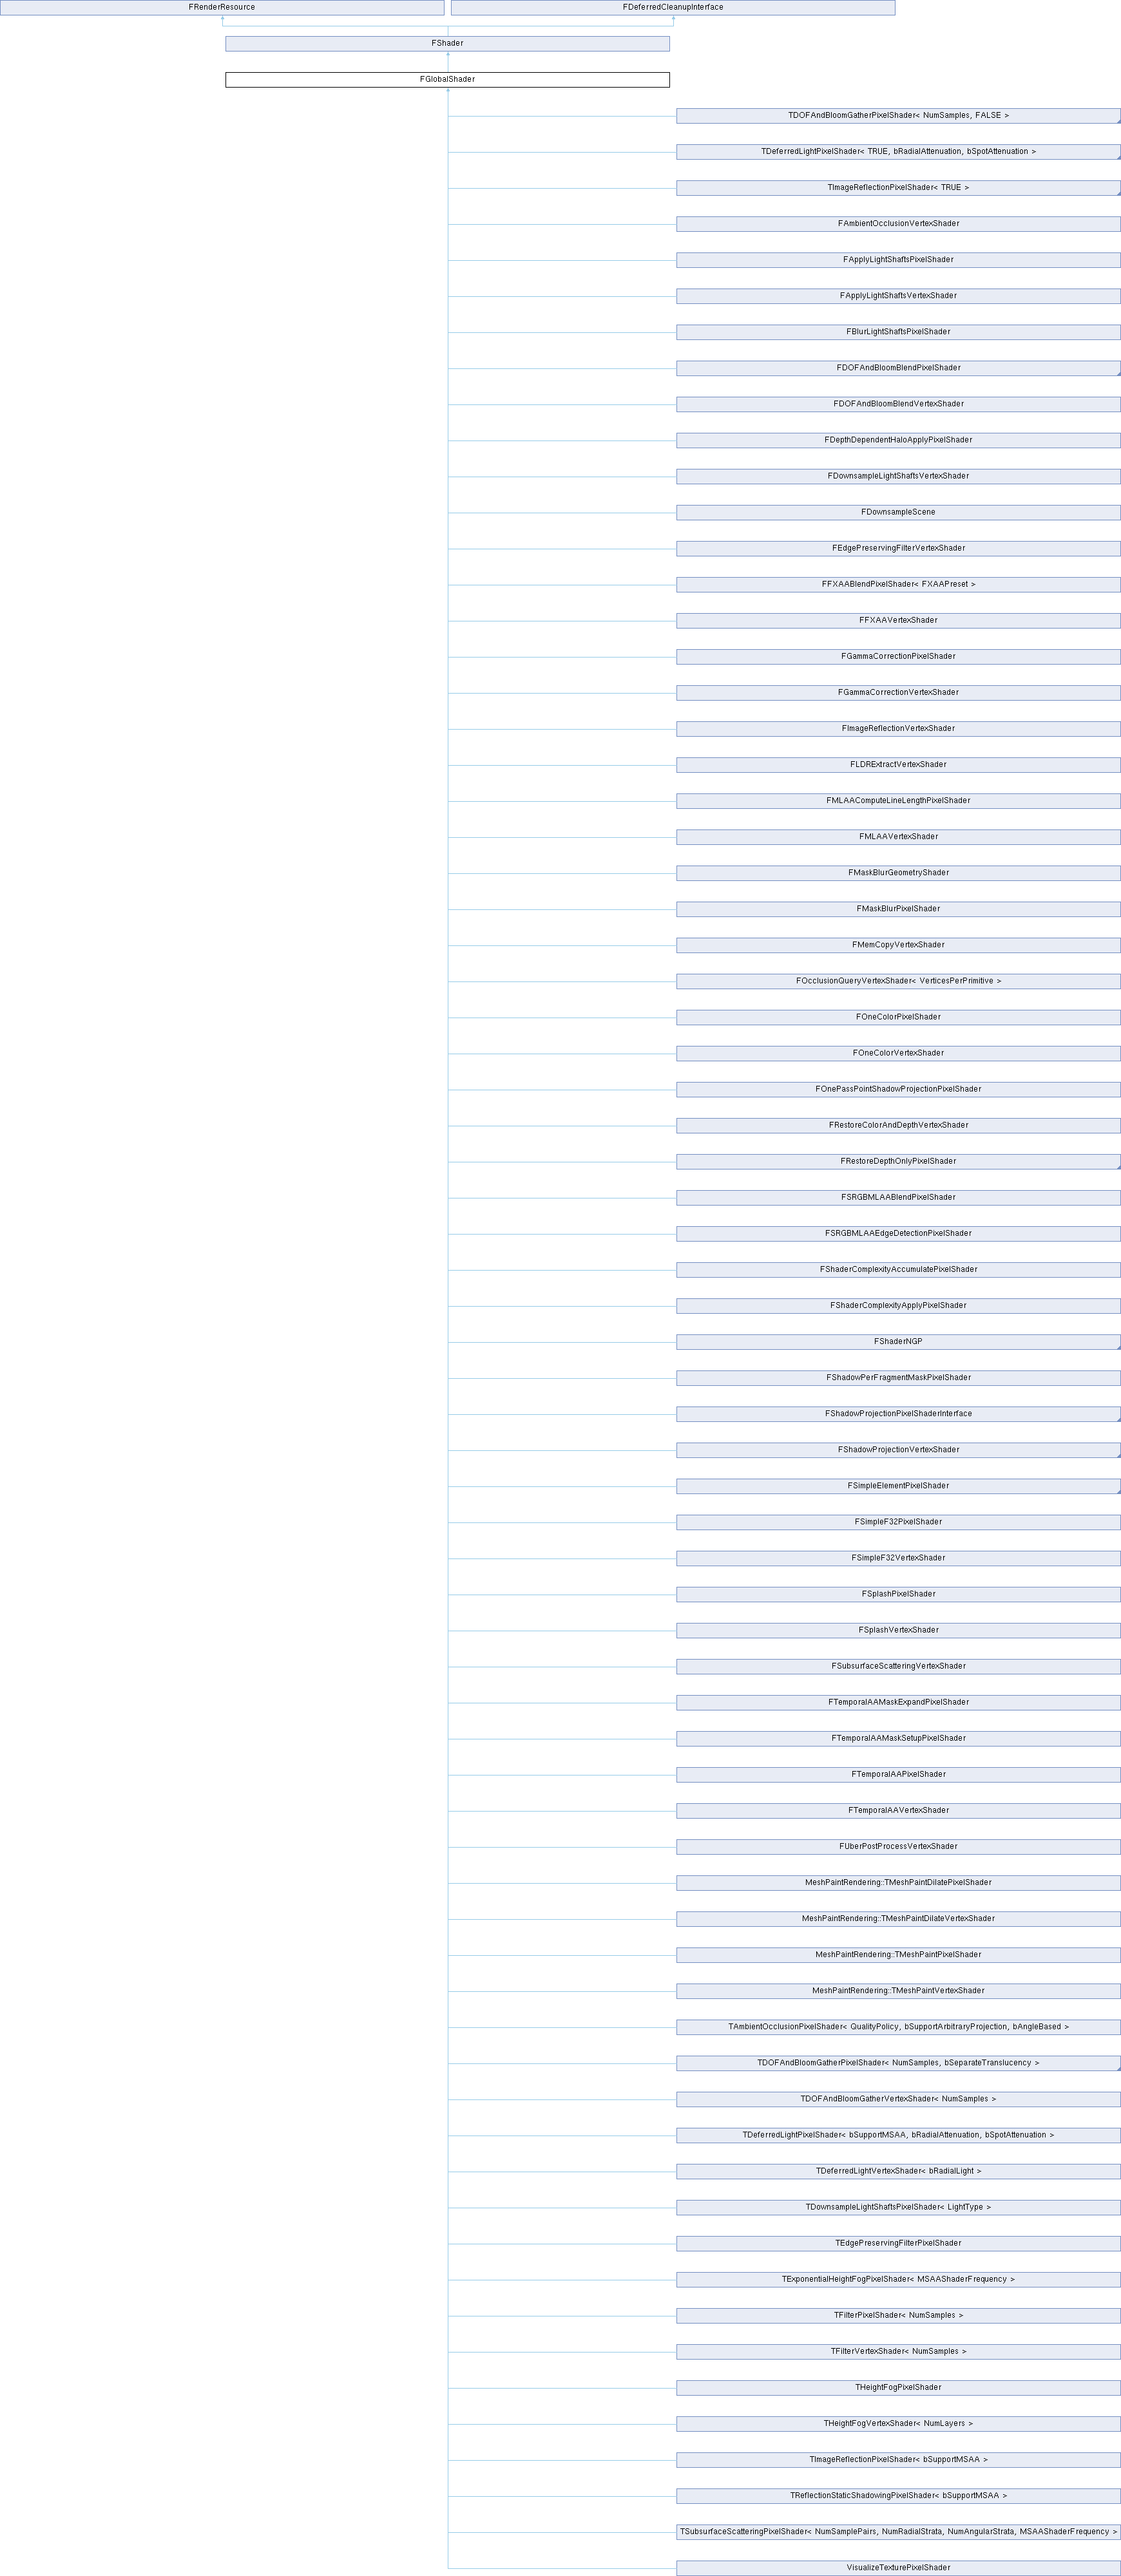 FRenderResource
FDeferredCleanupInterface
FShader
FGlobalShader
TDOFAndBloomGatherPixelShader< NumSamples, FALSE >
TDeferredLightPixelShader< TRUE, bRadialAttenuation, bSpotAttenuation >
TImageReflectionPixelShader< TRUE >
FAmbientOcclusionVertexShader
FApplyLightShaftsPixelShader
FApplyLightShaftsVertexShader
FBlurLightShaftsPixelShader
FDOFAndBloomBlendPixelShader
FDOFAndBloomBlendVertexShader
FDepthDependentHaloApplyPixelShader
FDownsampleLightShaftsVertexShader
FDownsampleScene
FEdgePreservingFilterVertexShader
FFXAABlendPixelShader< FXAAPreset >
FFXAAVertexShader
FGammaCorrectionPixelShader
FGammaCorrectionVertexShader
FImageReflectionVertexShader
FLDRExtractVertexShader
FMLAAComputeLineLengthPixelShader
FMLAAVertexShader
FMaskBlurGeometryShader
FMaskBlurPixelShader
FMemCopyVertexShader
FOcclusionQueryVertexShader< VerticesPerPrimitive >
FOneColorPixelShader
FOneColorVertexShader
FOnePassPointShadowProjectionPixelShader
FRestoreColorAndDepthVertexShader
FRestoreDepthOnlyPixelShader
FSRGBMLAABlendPixelShader
FSRGBMLAAEdgeDetectionPixelShader
FShaderComplexityAccumulatePixelShader
FShaderComplexityApplyPixelShader
FShaderNGP
FShadowPerFragmentMaskPixelShader
FShadowProjectionPixelShaderInterface
FShadowProjectionVertexShader
FSimpleElementPixelShader
FSimpleF32PixelShader
FSimpleF32VertexShader
FSplashPixelShader
FSplashVertexShader
FSubsurfaceScatteringVertexShader
FTemporalAAMaskExpandPixelShader
FTemporalAAMaskSetupPixelShader
FTemporalAAPixelShader
FTemporalAAVertexShader
FUberPostProcessVertexShader
MeshPaintRendering::TMeshPaintDilatePixelShader
MeshPaintRendering::TMeshPaintDilateVertexShader
MeshPaintRendering::TMeshPaintPixelShader
MeshPaintRendering::TMeshPaintVertexShader
TAmbientOcclusionPixelShader< QualityPolicy, bSupportArbitraryProjection, bAngleBased >
TDOFAndBloomGatherPixelShader< NumSamples, bSeparateTranslucency >
TDOFAndBloomGatherVertexShader< NumSamples >
TDeferredLightPixelShader< bSupportMSAA, bRadialAttenuation, bSpotAttenuation >
TDeferredLightVertexShader< bRadialLight >
TDownsampleLightShaftsPixelShader< LightType >
TEdgePreservingFilterPixelShader
TExponentialHeightFogPixelShader< MSAAShaderFrequency >
TFilterPixelShader< NumSamples >
TFilterVertexShader< NumSamples >
THeightFogPixelShader
THeightFogVertexShader< NumLayers >
TImageReflectionPixelShader< bSupportMSAA >
TReflectionStaticShadowingPixelShader< bSupportMSAA >
TSubsurfaceScatteringPixelShader< NumSamplePairs, NumRadialStrata, NumAngularStrata, MSAAShaderFrequency >
VisualizeTexturePixelShader